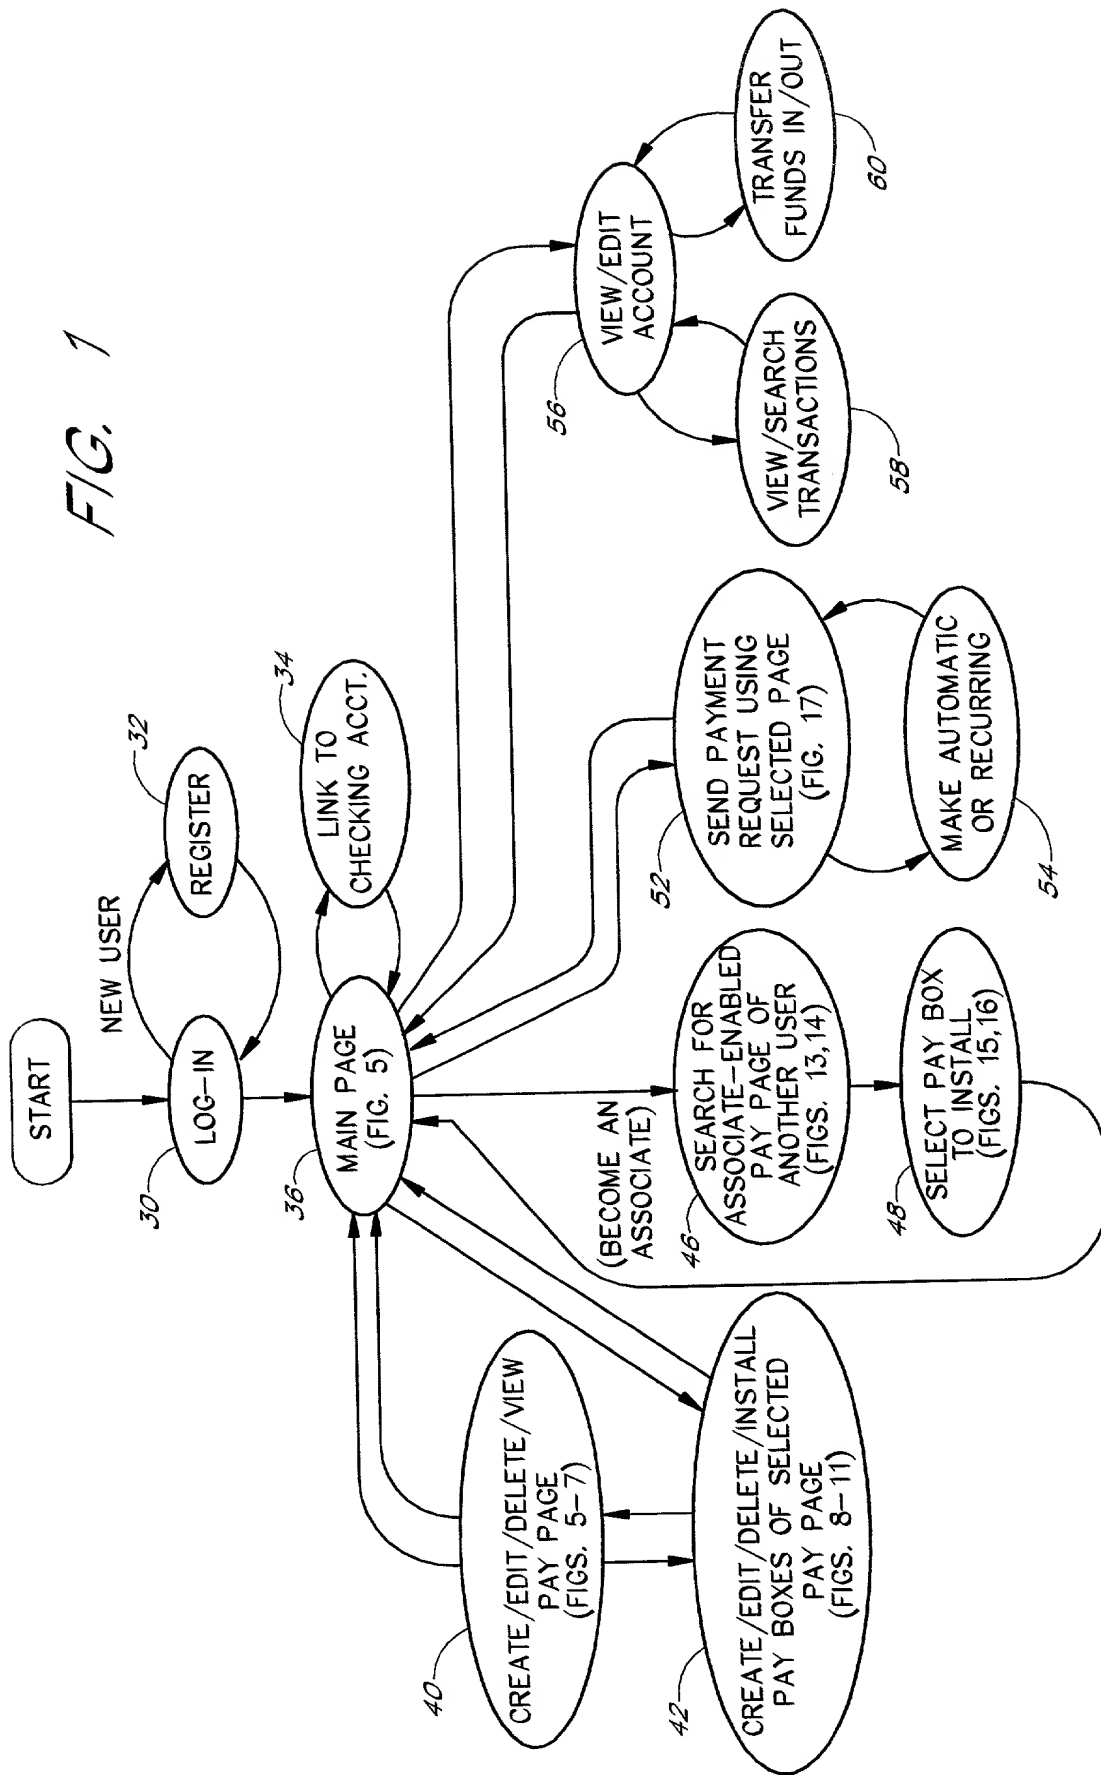 FIG. 1
START
NEW USER
LOG-IN
30
REGISTER
32
MAIN PAGE
(FIG. 5)
36
LINK TO
CHECKING ACCT.
34
CREATE/EDIT/DELETE/VIEW
PAY PAGE
(FIGS. 5-7)
40
CREATE/EDIT/DELETE/INSTALL
PAY BOXES OF SELECTED
PAY PAGE
(FIGS. 8-11)
42
(BECOME AN
ASSOCIATE)
SEARCH FOR
ASSOCIATE-ENABLED
PAY PAGE OF
ANOTHER USER
(FIGS. 13,14)
46
SELECT PAY BOX
TO INSTALL
(FIGS. 15,16)
48
SEND PAYMENT
REQUEST USING
SELECTED PAGE
(FIG. 17)
52
MAKE AUTOMATIC
OR RECURRING
54
VIEW/EDIT
ACCOUNT
56
VIEW/SEARCH
TRANSACTIONS
58
TRANSFER
FUNDS IN/OUT
60